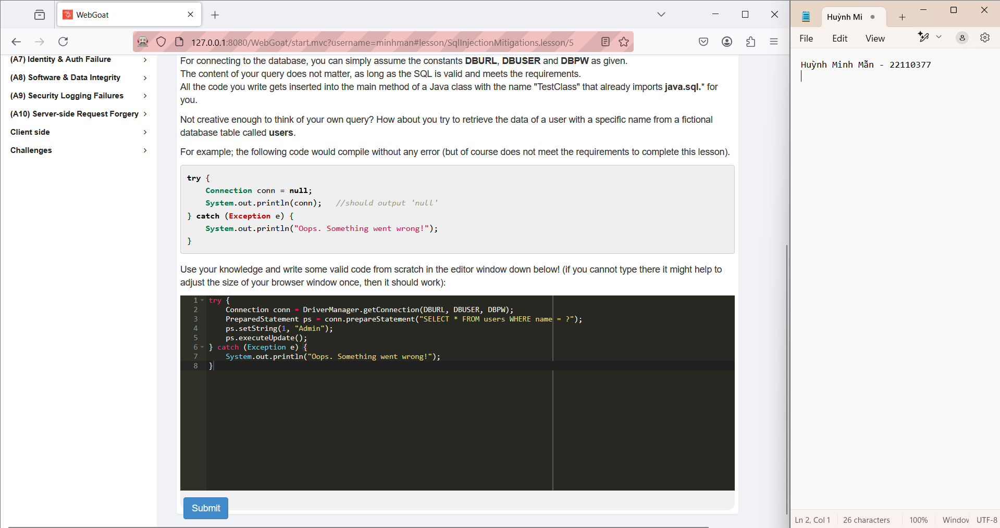 WebGoat
127.0.0.1:8080/WebGoat/start.mvc?username=minhman#lesson/SqlInjectionMitigations.lesson/5
(A7) Identity & Auth Failure
(A8) Software & Data Integrity
(A9) Security Logging Failures
(A10) Server-side Request Forgery
Client side
Challenges
For connecting to the database, you can simply assume the constants DBURL, DBUSER and DBPW as given.
The content of your query does not matter, as long as the SQL is valid and meets the requirements.
All the code you write gets inserted into the main method of a Java class with the name "TestClass" that already imports java.sql.* for
you.
Not creative enough to think of your own query? How about you try to retrieve the data of a user with a specific name from a fictional
database table called users.
For example; the following code would compile without any error (but of course does not meet the requirements to complete this lesson).
try {
    Connection conn = null;
    System.out.println(conn);   //should output 'null'
} catch (Exception e) {
    System.out.println("Oops. Something went wrong!");
}
Use your knowledge and write some valid code from scratch in the editor window down below! (if you cannot type there it might help to
adjust the size of your browser window once, then it should work):
1 try {
2     Connection conn = DriverManager.getConnection(DBURL, DBUSER, DBPW);
3     PreparedStatement ps = conn.prepareStatement("SELECT * FROM users WHERE name = ?");
4     ps.setString(1, "Admin");
5     ps.executeUpdate();
6 } catch (Exception e) {
7     System.out.println("Oops. Something went wrong!");
8 }
Submit
Huỳnh Mi
File Edit View
Huỳnh Minh Mẫn - 22110377
Ln 2, Col 1 26 characters 100% Window UTF-8